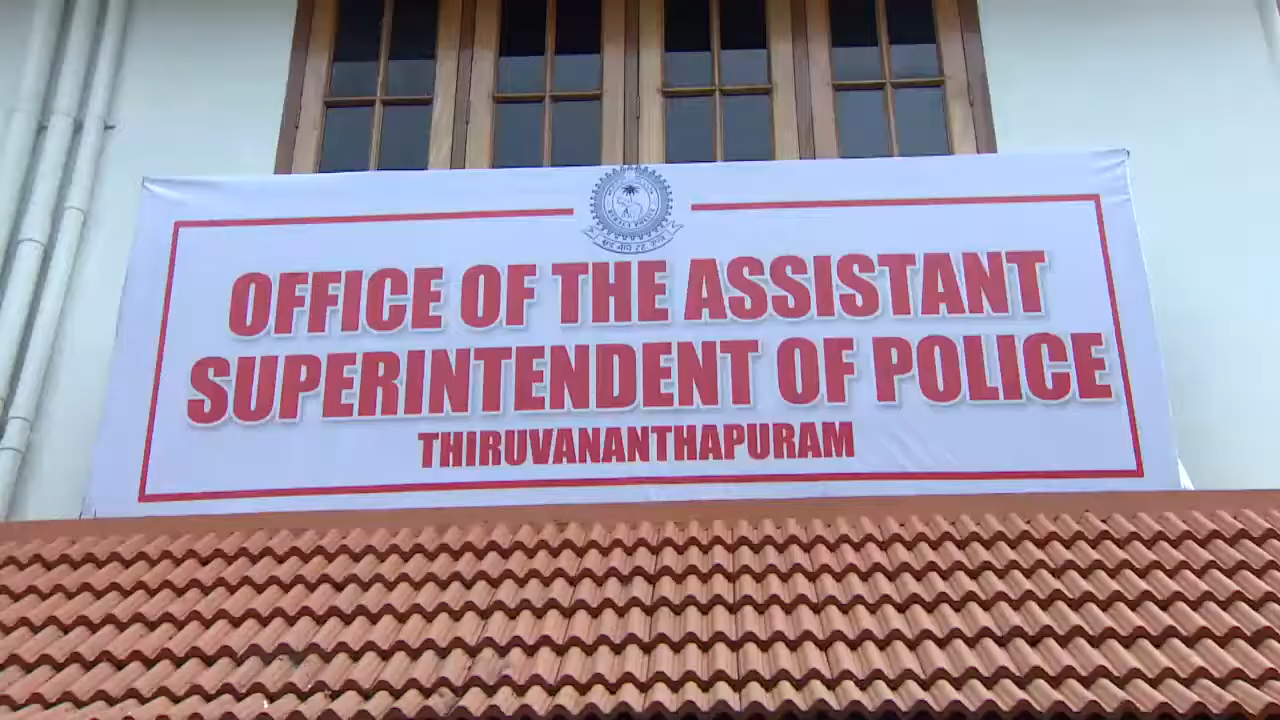 OFFICE OF THE ASSISTANT
SUPERINTENDENT OF POLICE
THIRUVANANTHAPURAM